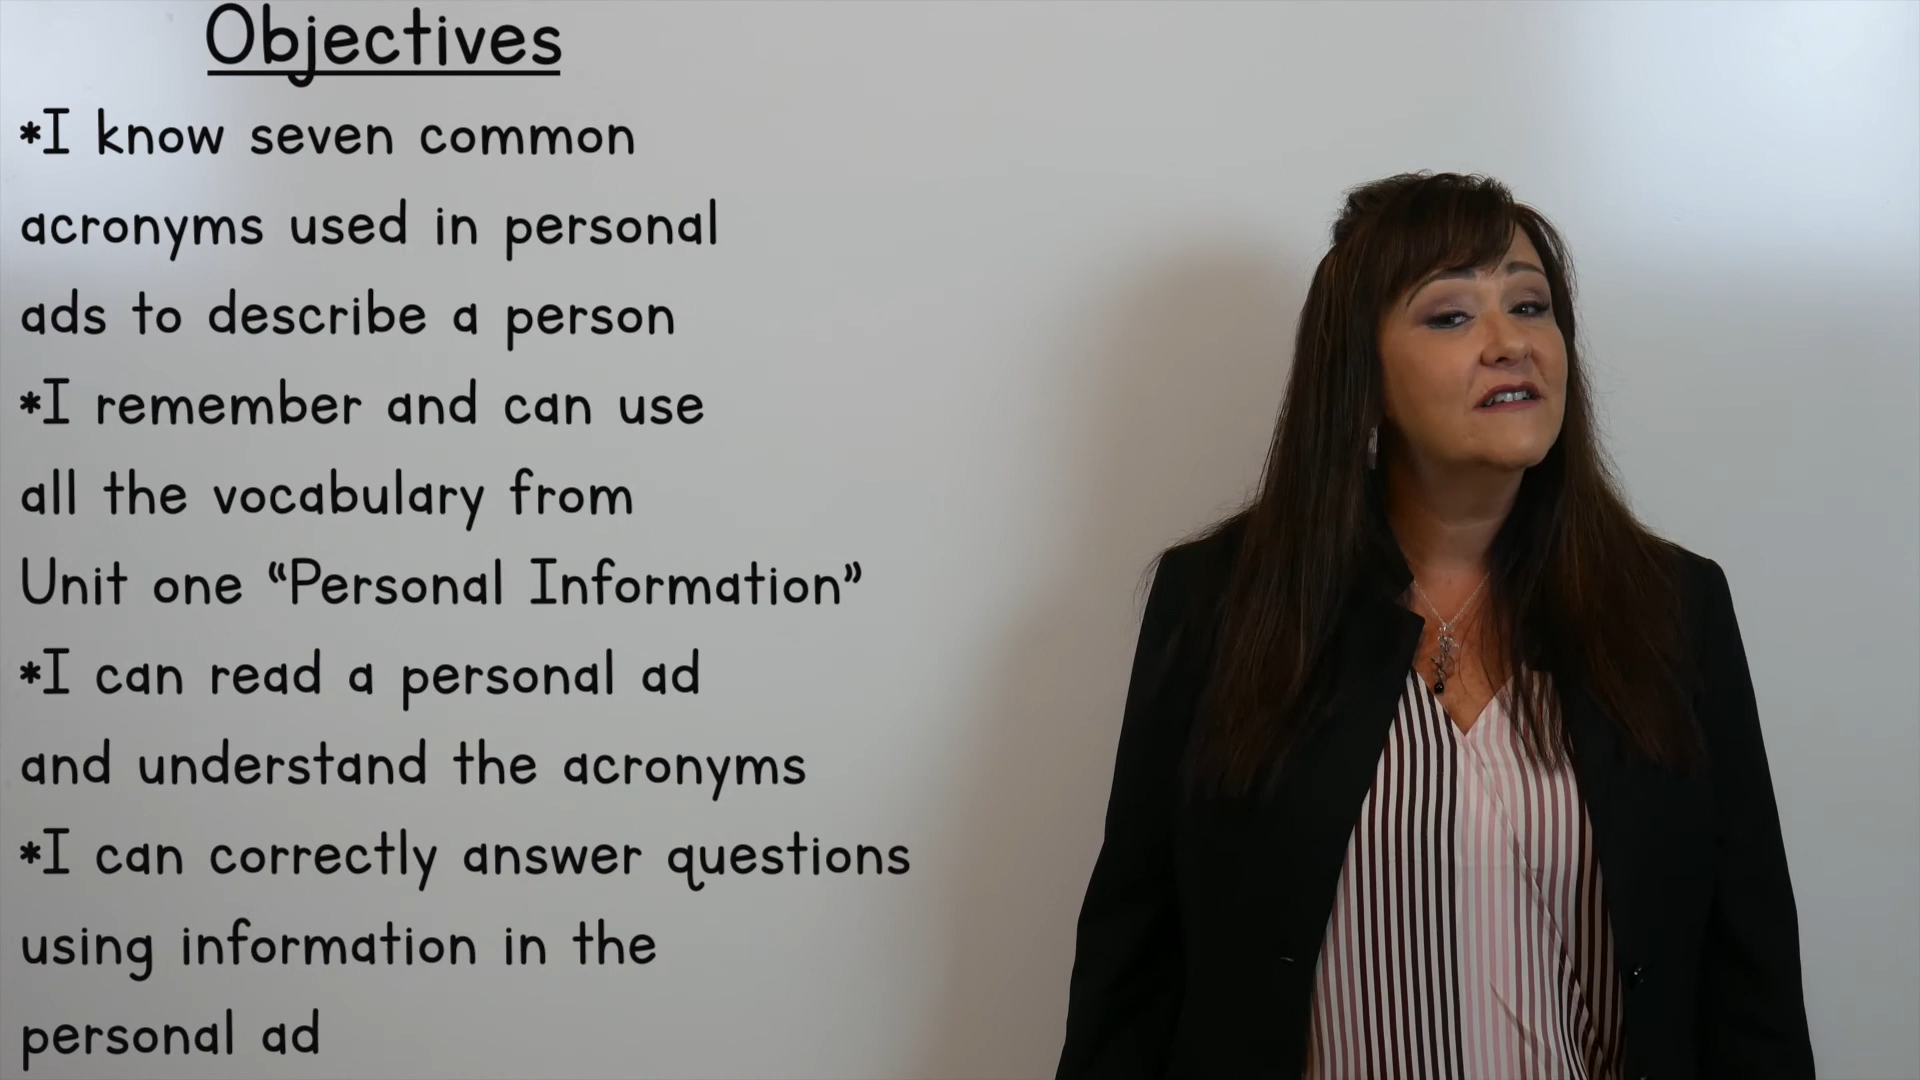 Objectives
*I know seven common
acronyms used in personal
ads to describe a person
*I remember and can use
all the vocabulary from
Unit one “Personal Information”
*I can read a personal ad
and understand the acronyms
*I can correctly answer questions
using information in the
personal ad